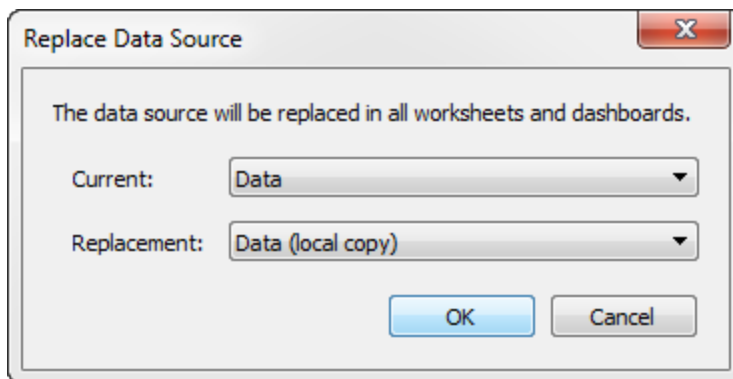 Replace Data Source
The data source will be replaced in all worksheets and dashboards.
Current: Data
Replacement: Data (local copy)
OK Cancel